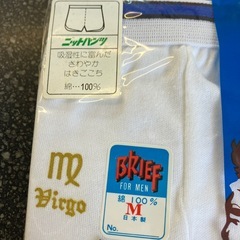 ニットパンツ
吸湿性に富んだ
さわやか
はきごこち
綿…100%
Virgo
BRIEF
FOR MEN
綿 100%
M
日本製
No.